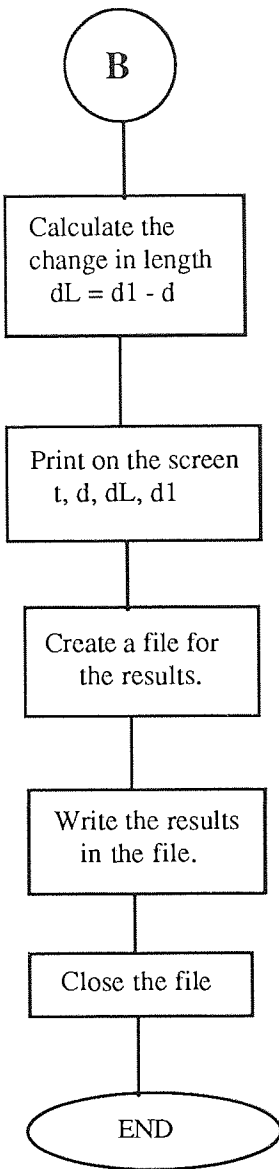 B
Calculate the
change in length
dL = d1 - d
Print on the screen
t, d, dL, d1
Create a file for
the results.
Write the results
in the file.
Close the file
END